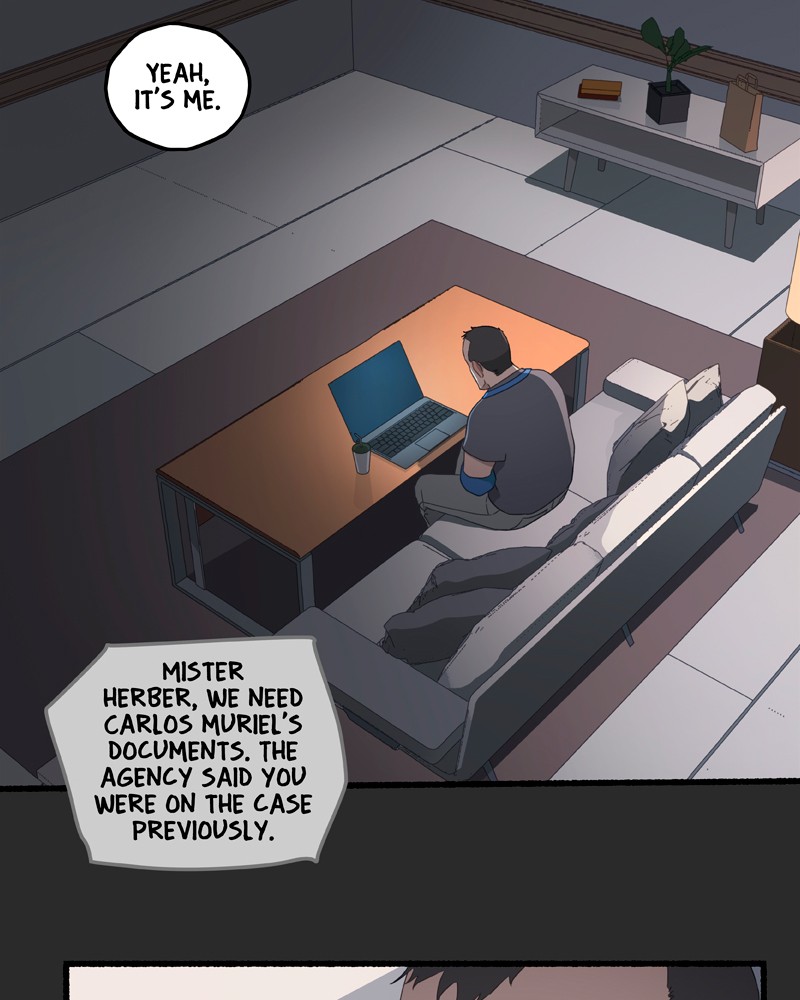 YEAH,
IT'S ME.
MISTER
HERBER, WE NEED
CARLOS MURIEL'S
DOCUMENTS. THE
AGENCY SAID YOU
WERE ON THE CASE
PREVIOUSLY.